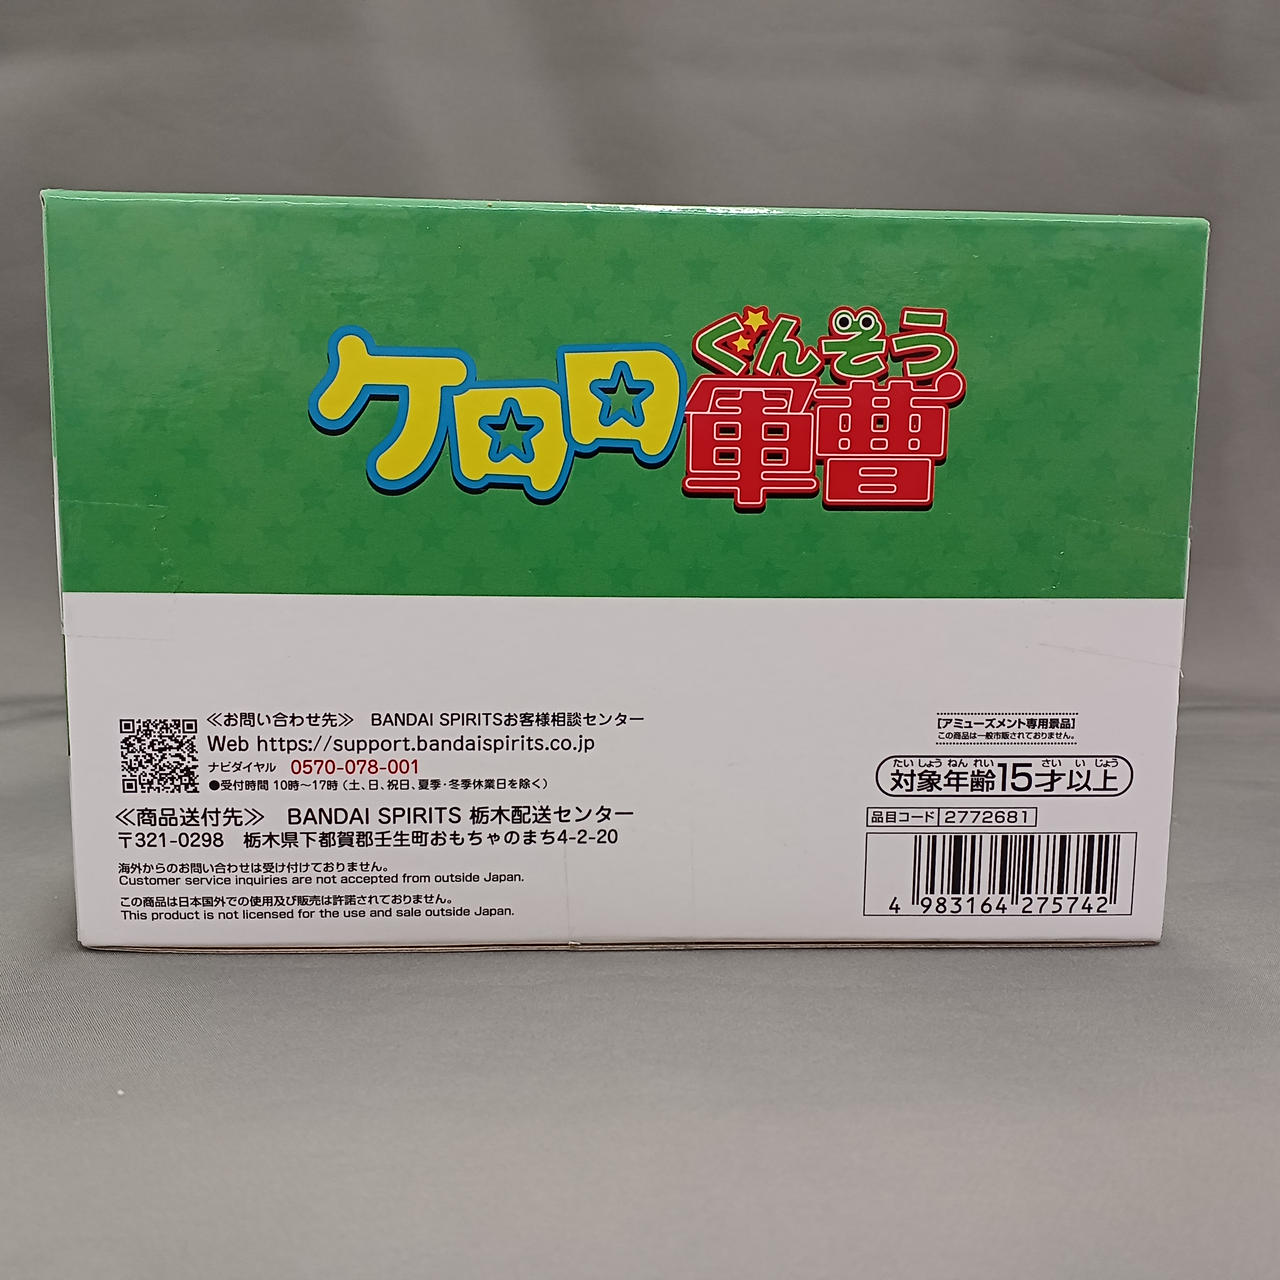 ケロロ軍曹
ぐんそう
≪お問い合わせ先≫ BANDAI SPIRITSお客様相談センター
Web https://support.bandaispirits.co.jp
ナビダイヤル 0570-078-001
●受付時間 10時〜17時（土、日、祝日、夏季・冬季休業日を除く）
≪商品送付先≫ BANDAI SPIRITS 栃木配送センター
〒321-0298 栃木県下都賀郡壬生町おもちゃのまち4-2-20
海外からのお問い合わせは受け付けておりません。
Customer service inquiries are not accepted from outside Japan.
この商品は日本国外での使用及び販売は許諾されておりません。
This product is not licensed for the use and sale outside Japan.
［アミューズメント専用景品］
この商品は一般市販されておりません。
たいしょうねんれい さいいじょう
対象年齢15才以上
品目コード 2772681
4 983164 275742